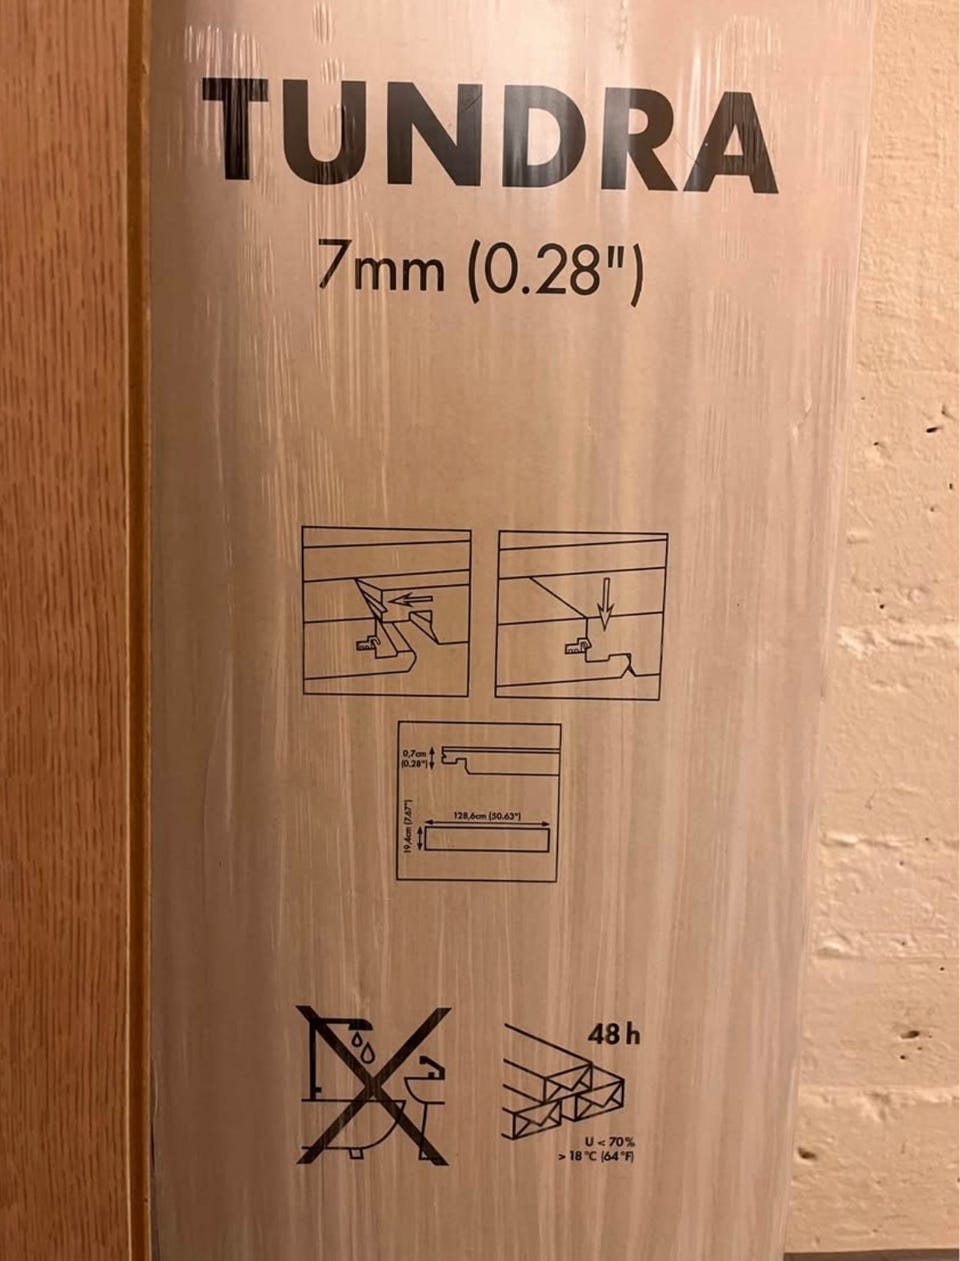 TUNDRA
7mm (0.28")
0,7cm
(0.28")
128,6cm (50.63")
19,4cm (7.67")
48 h
U < 70%
> 18 °C (64 °F)